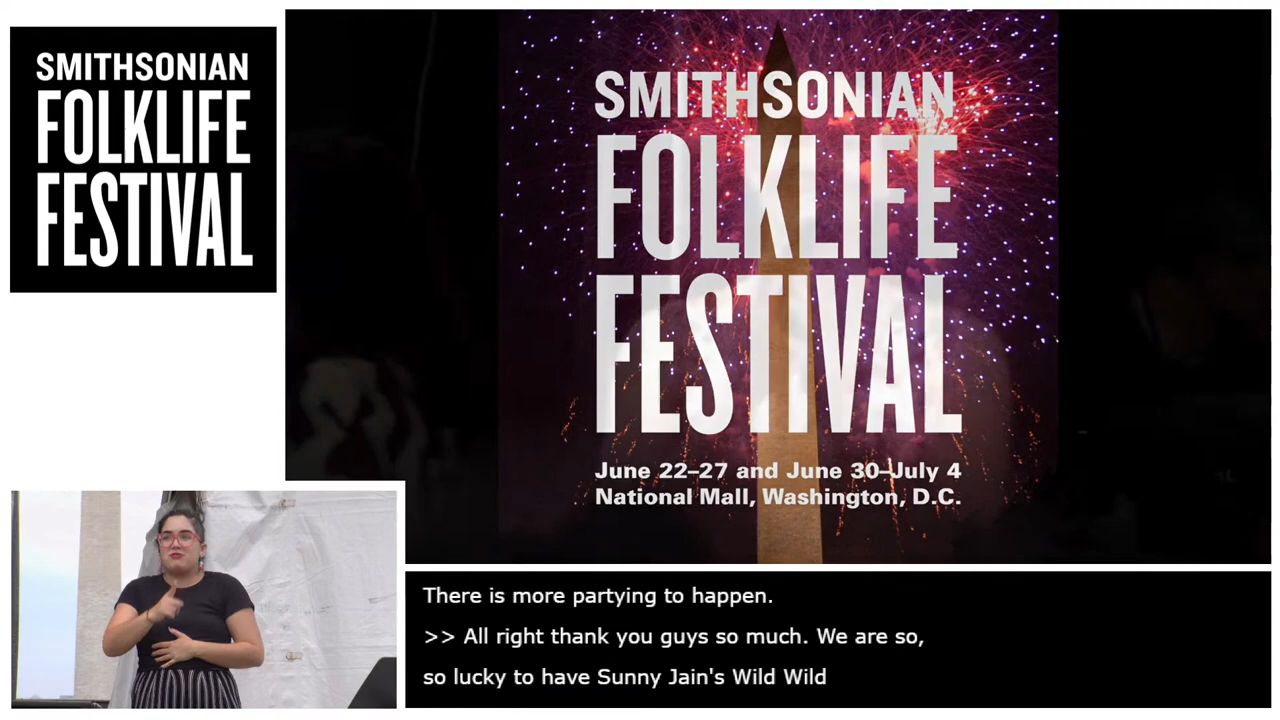 SMITHSONIAN
FOLKLIFE
FESTIVAL
SMITHSONIAN
FOLKLIFE
FESTIVAL
June 22–27 and June 30–July 4
National Mall, Washington, D.C.
There is more partying to happen.
>> All right thank you guys so much. We are so,
so lucky to have Sunny Jain's Wild Wild